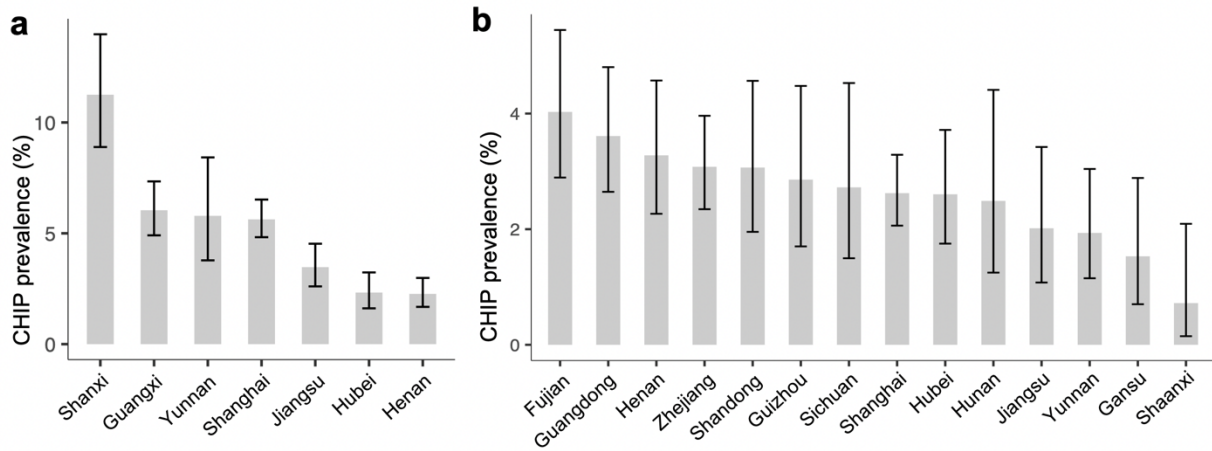 a
CHIP prevalence (%)
10
5
0
Shanxi
Guangxi
Yunnan
Shanghai
Jiangsu
Hubei
Henan
b
CHIP prevalence (%)
4
2
0
Fujian
Guangdong
Henan
Zhejiang
Shandong
Guizhou
Sichuan
Shanghai
Hubei
Hunan
Jiangsu
Yunnan
Gansu
Shaanxi